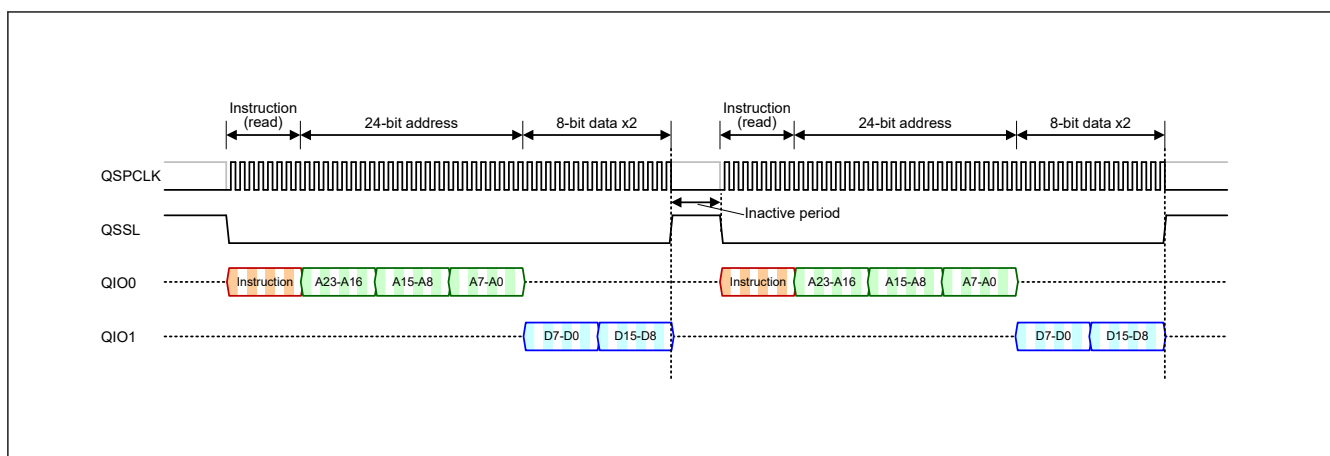 Instruction
(read)
24-bit address
8-bit data x2
Instruction
(read)
24-bit address
8-bit data x2
QSPCLK
Inactive period
QSSL
QIO0
Instruction
A23-A16
A15-A8
A7-A0
Instruction
A23-A16
A15-A8
A7-A0
QIO1
D7-D0
D15-D8
D7-D0
D15-D8